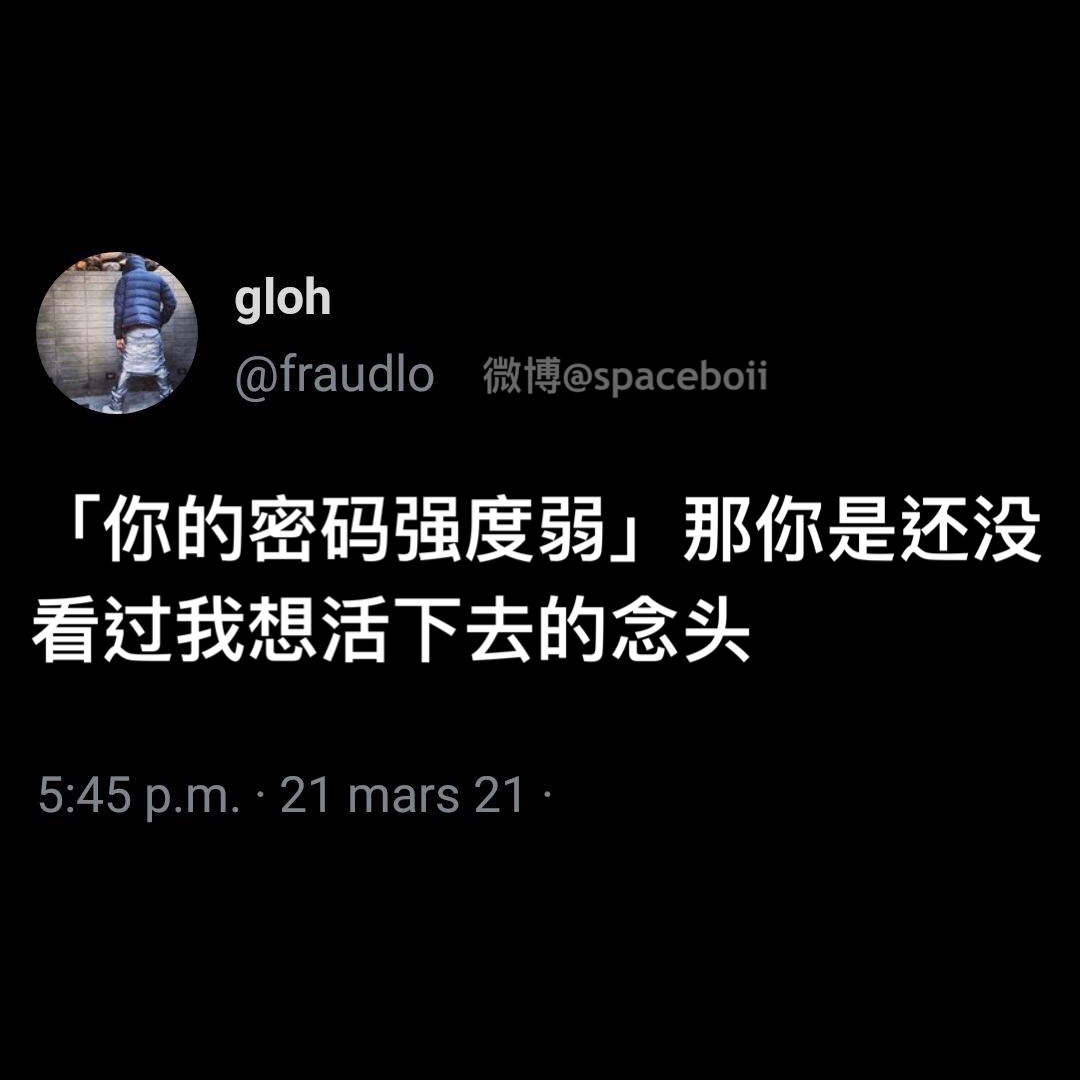 gloh
@fraudlo 微博@spaceboii
「你的密码强度弱」那你是还没
看过我想活下去的念头
5:45 p.m. · 21 mars 21 ·